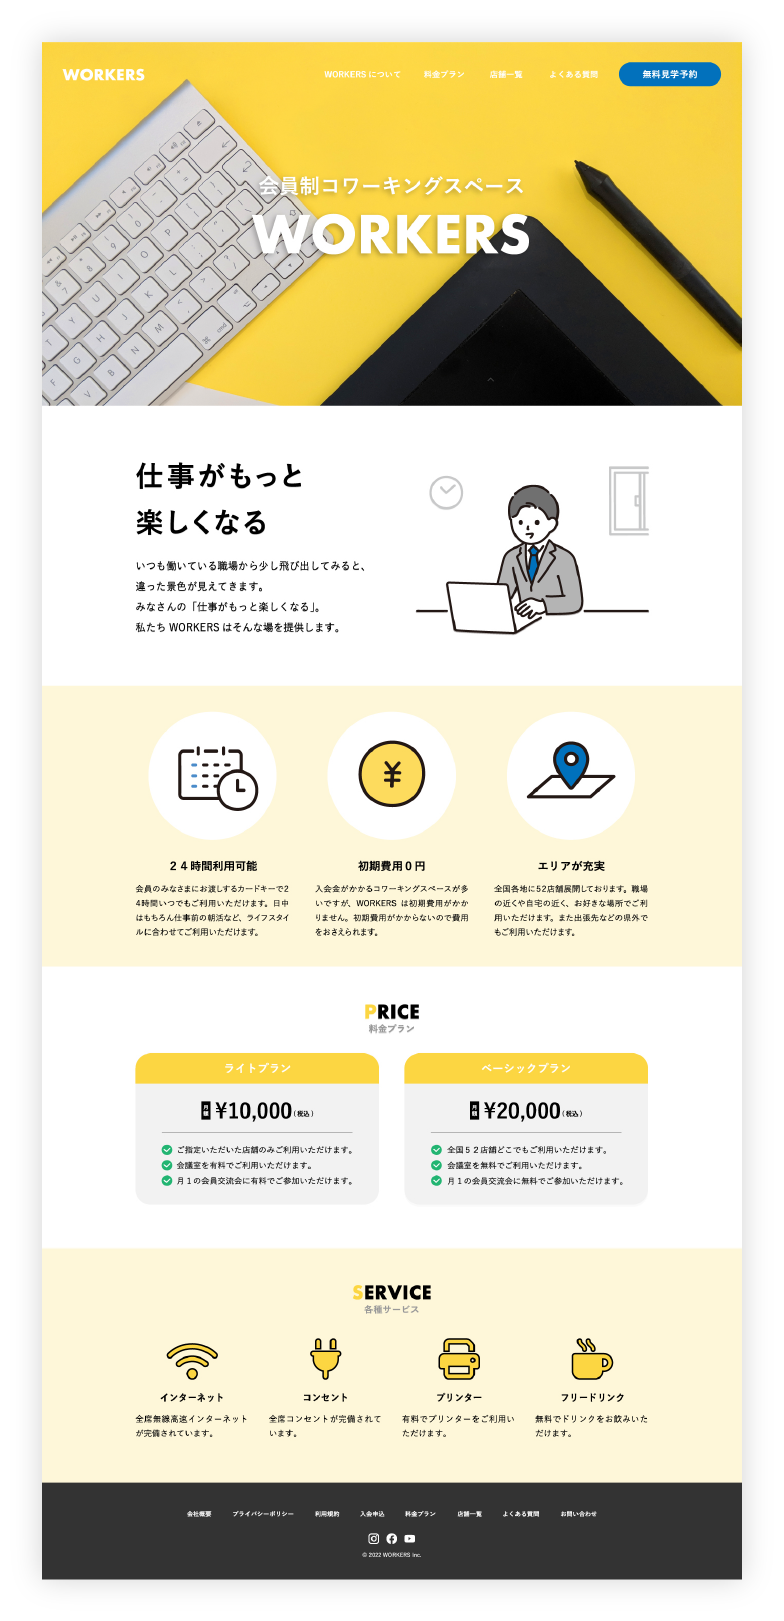 WORKERS
WORKERS について
料金プラン
店舗一覧
よくある質問
無料見学予約
会員制コワーキングスペース
WORKERS
仕事がもっと
楽しくなる
いつも働いている職場から少し飛び出してみると、
違った景色が見えてきます。
みなさんの「仕事がもっと楽しくなる」。
私たち WORKERS はそんな場を提供します。
２４時間利用可能
会員のみなさまにお渡しするカードキーで2
4時間いつでもご利用いただけます。日中
はもちろん仕事前の朝活など、ライフスタイ
ルに合わせてご利用いただけます。
初期費用０円
入会金がかかるコワーキングスペースが多
いですが、WORKERS は初期費用がかか
りません。初期費用がかからないので費用
をおさえられます。
エリアが充実
全国各地に52店舗展開しております。職場
の近くや自宅の近く、お好きな場所でご利
用いただけます。また出張先などの県外で
もご利用いただけます。
PRICE
料金プラン
ライトプラン
月額 ¥10,000（税込）
ご指定いただいた店舗のみご利用いただけます。
会議室を有料でご利用いただけます。
月１の会員交流会に有料でご参加いただけます。
ベーシックプラン
月額 ¥20,000（税込）
全国５２店舗どこでもご利用いただけます。
会議室を無料でご利用いただけます。
月１の会員交流会に無料でご参加いただけます。
SERVICE
各種サービス
インターネット
全席無線高速インターネット
が完備されています。
コンセント
全席コンセントが完備されて
います。
プリンター
有料でプリンターをご利用い
ただけます。
フリードリンク
無料でドリンクをお飲みいた
だけます。
会社概要
プライバシーポリシー
利用規約
入会申込
料金プラン
店舗一覧
よくある質問
お問い合わせ
© 2022 WORKERS Inc.